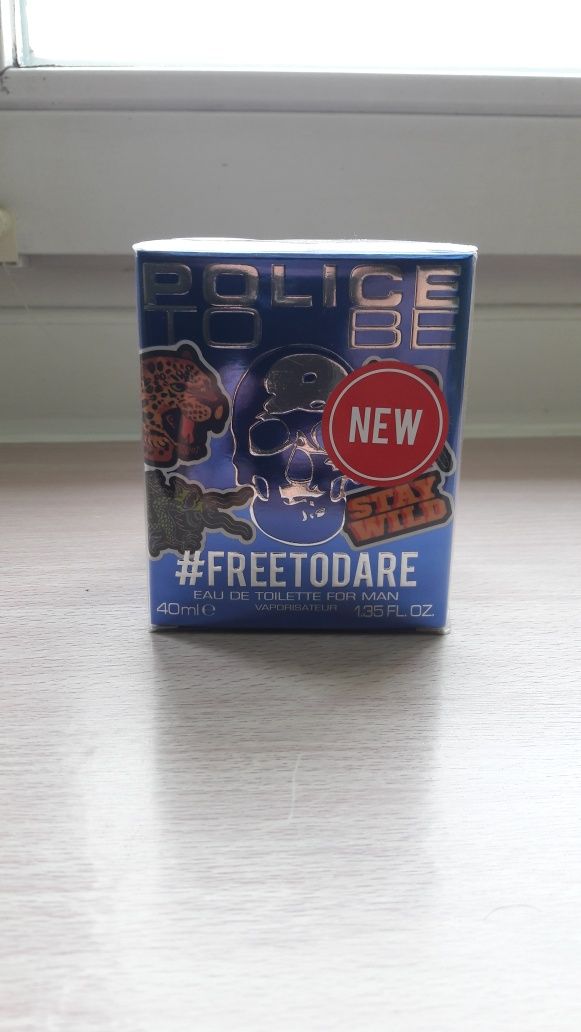 POLICE
TO BE
NEW
STAY
WILD
#FREETODARE
EAU DE TOILETTE FOR MAN
40ml℮ VAPORISATEUR 1.35 FL. OZ.